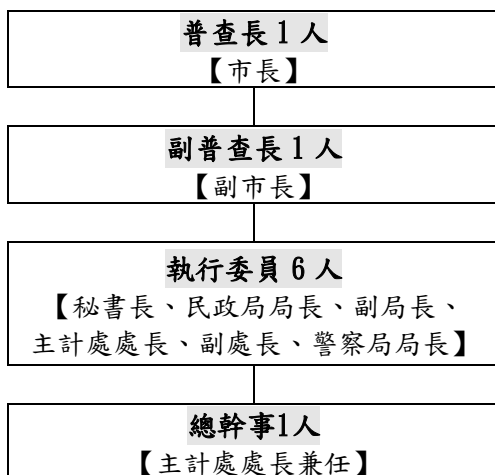 普查長 1 人
【市長】
副普查長 1 人
【副市長】
執行委員 6 人
【秘書長、民政局局長、副局長、
主計處處長、副處長、警察局局長】
總幹事1人
【主計處處長兼任】